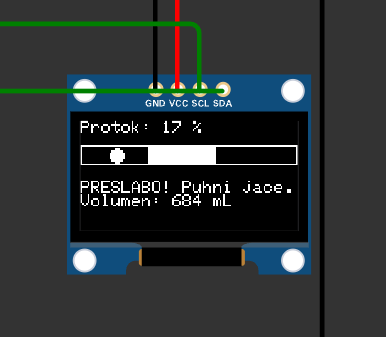 GND VCC SCL SDA
Protok: 17 %
PRESLABO! Puhni jace.
Volumen: 684 mL